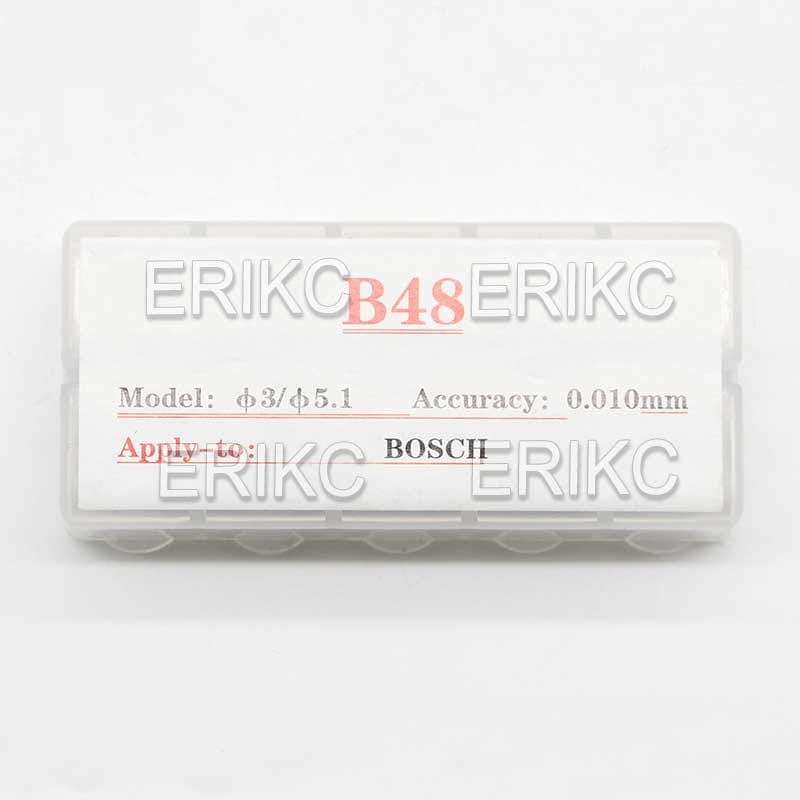 ERIKC B48 ERIKC
Model: ϕ3/ϕ5.1 Accuracy: 0.010mm
Apply-to: BOSCH
ERIKC ERIKC